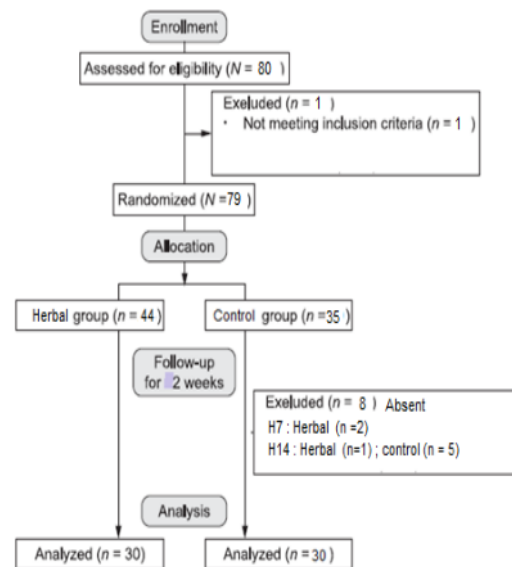 Enrollment
Assessed for eligibility (N = 80 )
Exeluded (n = 1 )
· Not meeting inclusion criteria (n = 1 )
Randomized (N =79 )
Allocation
Herbal group (n = 44)
Control group (n =35)
Follow-up
for 2 weeks
Exeluded (n = 8 ) Absent
H7 : Herbal (n =2)
H14 : Herbal (n=1) ; control (n = 5)
Analysis
Analyzed (n = 30)
Analyzed (n = 30)